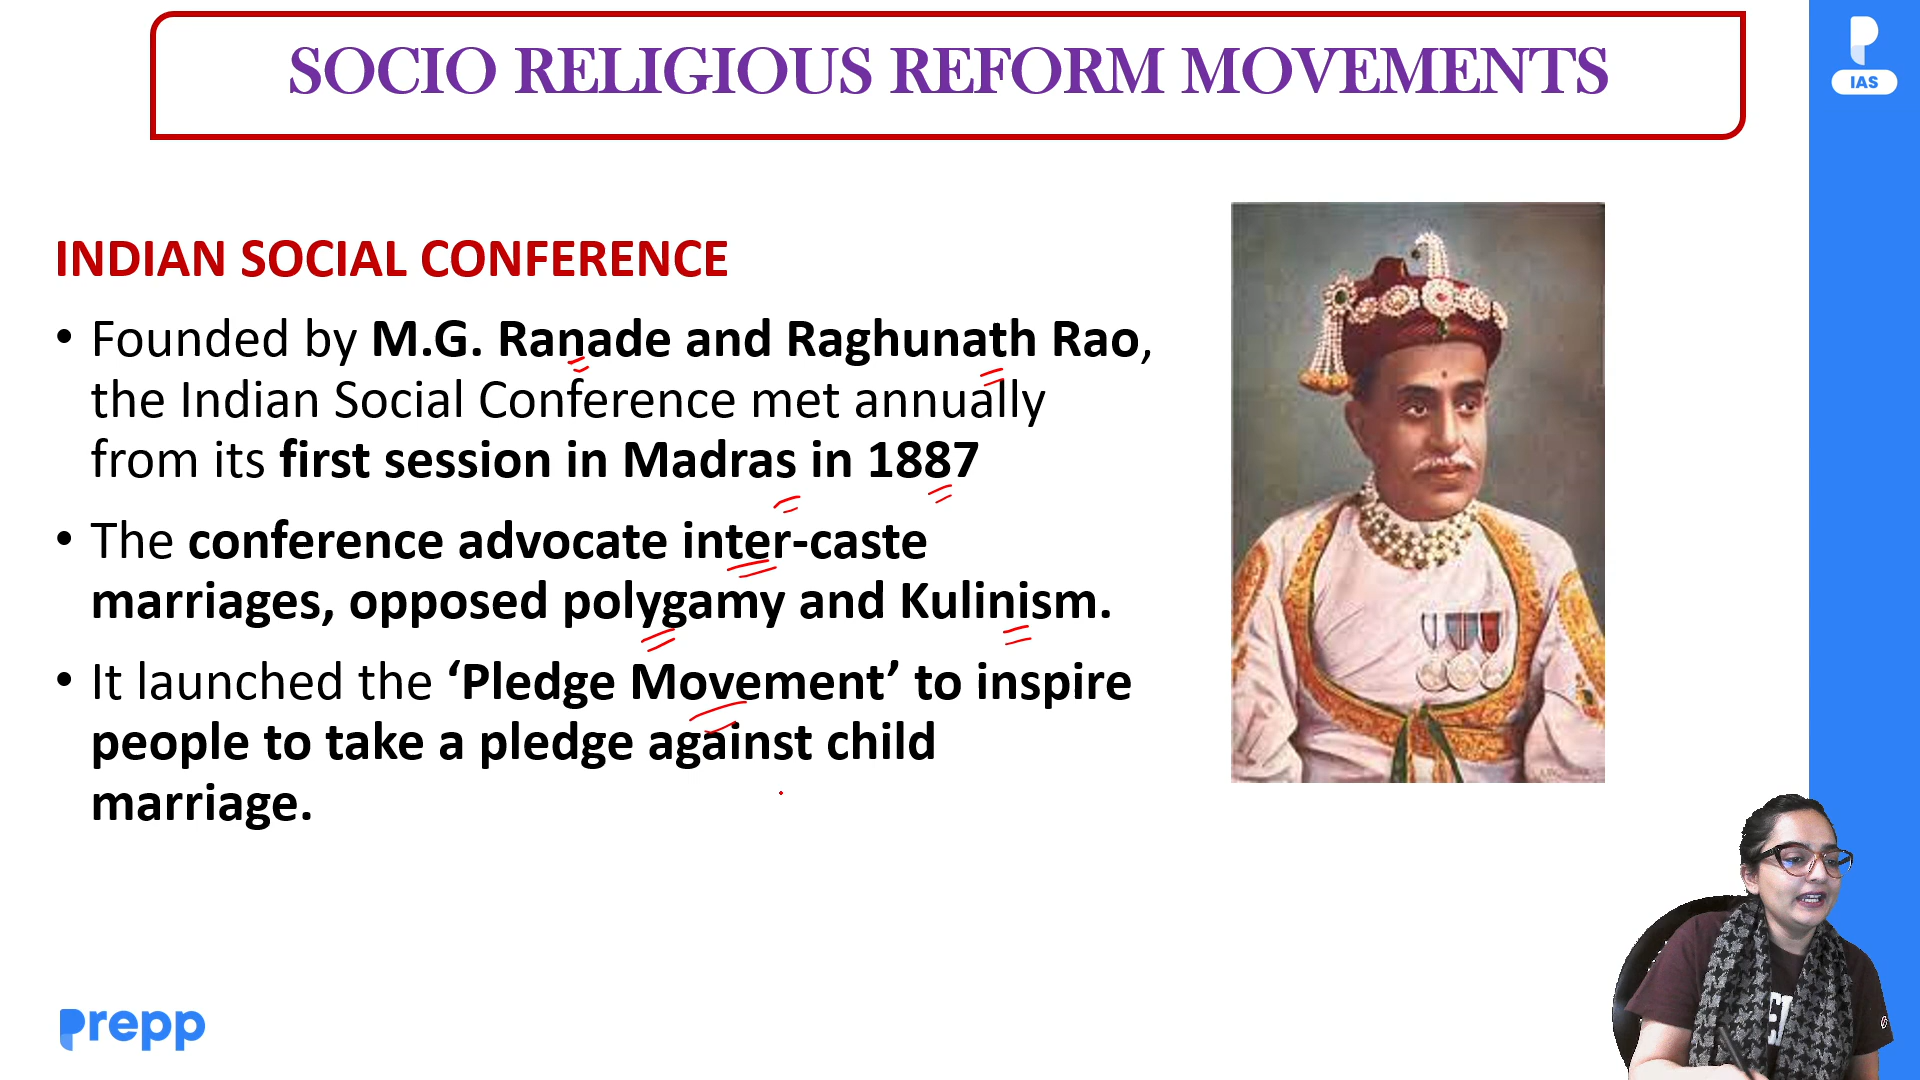 SOCIO RELIGIOUS REFORM MOVEMENTS
IAS
INDIAN SOCIAL CONFERENCE
• Founded by M.G. Ranade and Raghunath Rao,
the Indian Social Conference met annually
from its first session in Madras in 1887
• The conference advocate inter-caste
marriages, opposed polygamy and Kulinism.
• It launched the ‘Pledge Movement’ to inspire
people to take a pledge against child
marriage.
prepp